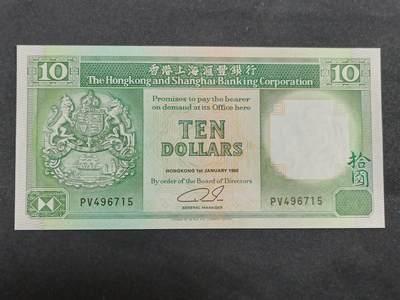 10
香港上海滙豐銀行
10
The Hongkong and Shanghai Banking Corporation
Promises to pay the bearer
on demand at its Office here
TEN
DOLLARS
HONGKONG 1st JANUARY
By order of the Board of Directors
拾圓
PV496715
GENERAL MANAGER
PV496715